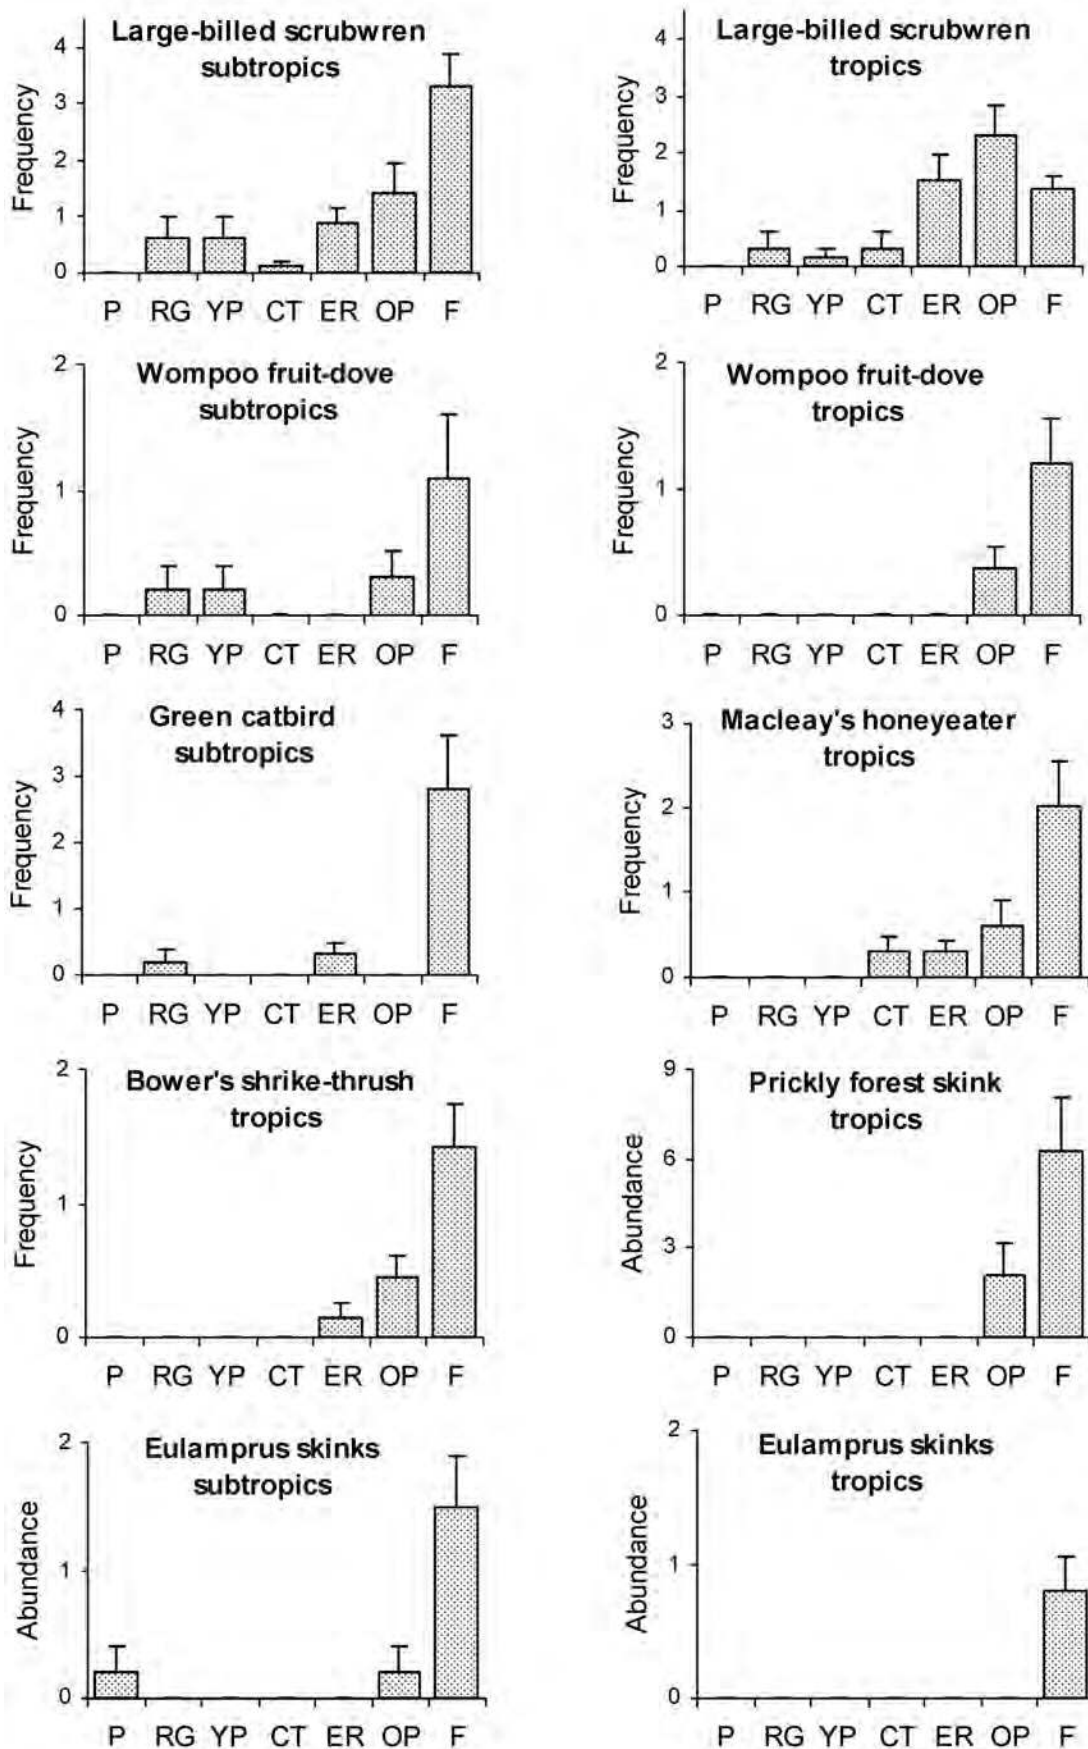 Large-billed scrubwren
subtropics
Frequency
4
3
2
1
0
P RG YP CT ER OP F
Large-billed scrubwren
tropics
Frequency
4
3
2
1
0
P RG YP CT ER OP F
Wompoo fruit-dove
subtropics
Frequency
2
1
0
P RG YP CT ER OP F
Wompoo fruit-dove
tropics
Frequency
2
1
0
P RG YP CT ER OP F
Green catbird
subtropics
Frequency
4
3
2
1
0
P RG YP CT ER OP F
Macleay's honeyeater
tropics
Frequency
3
2
1
0
P RG YP CT ER OP F
Bower's shrike-thrush
tropics
Frequency
2
1
0
P RG YP CT ER OP F
Prickly forest skink
tropics
Abundance
9
6
3
0
P RG YP CT ER OP F
Eulamprus skinks
subtropics
Abundance
2
1
0
P RG YP CT ER OP F
Eulamprus skinks
tropics
Abundance
2
1
0
P RG YP CT ER OP F